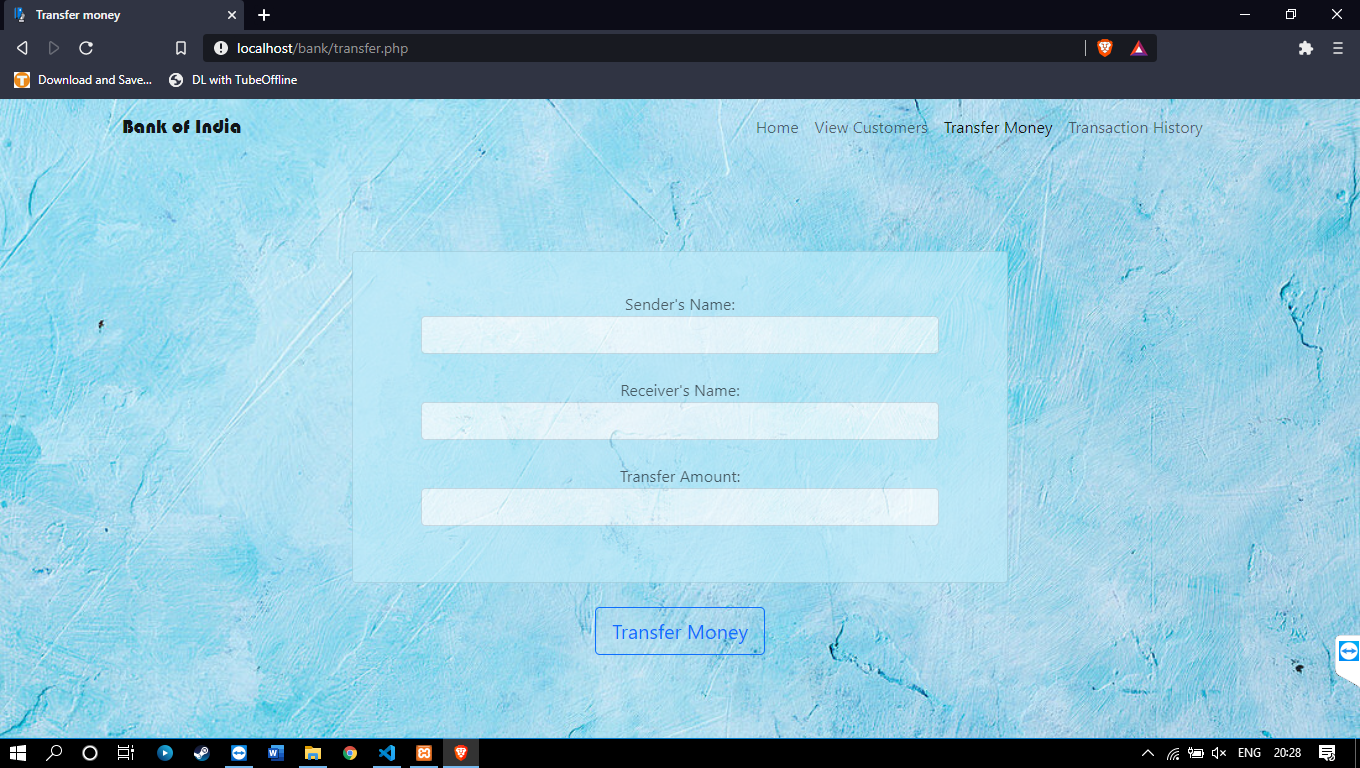 Transfer money
localhost/bank/transfer.php
Download and Save... DL with TubeOffline
Bank of India Home View Customers Transfer Money Transaction History
Sender's Name:
Receiver's Name:
Transfer Amount:
Transfer Money
ENG 20:28